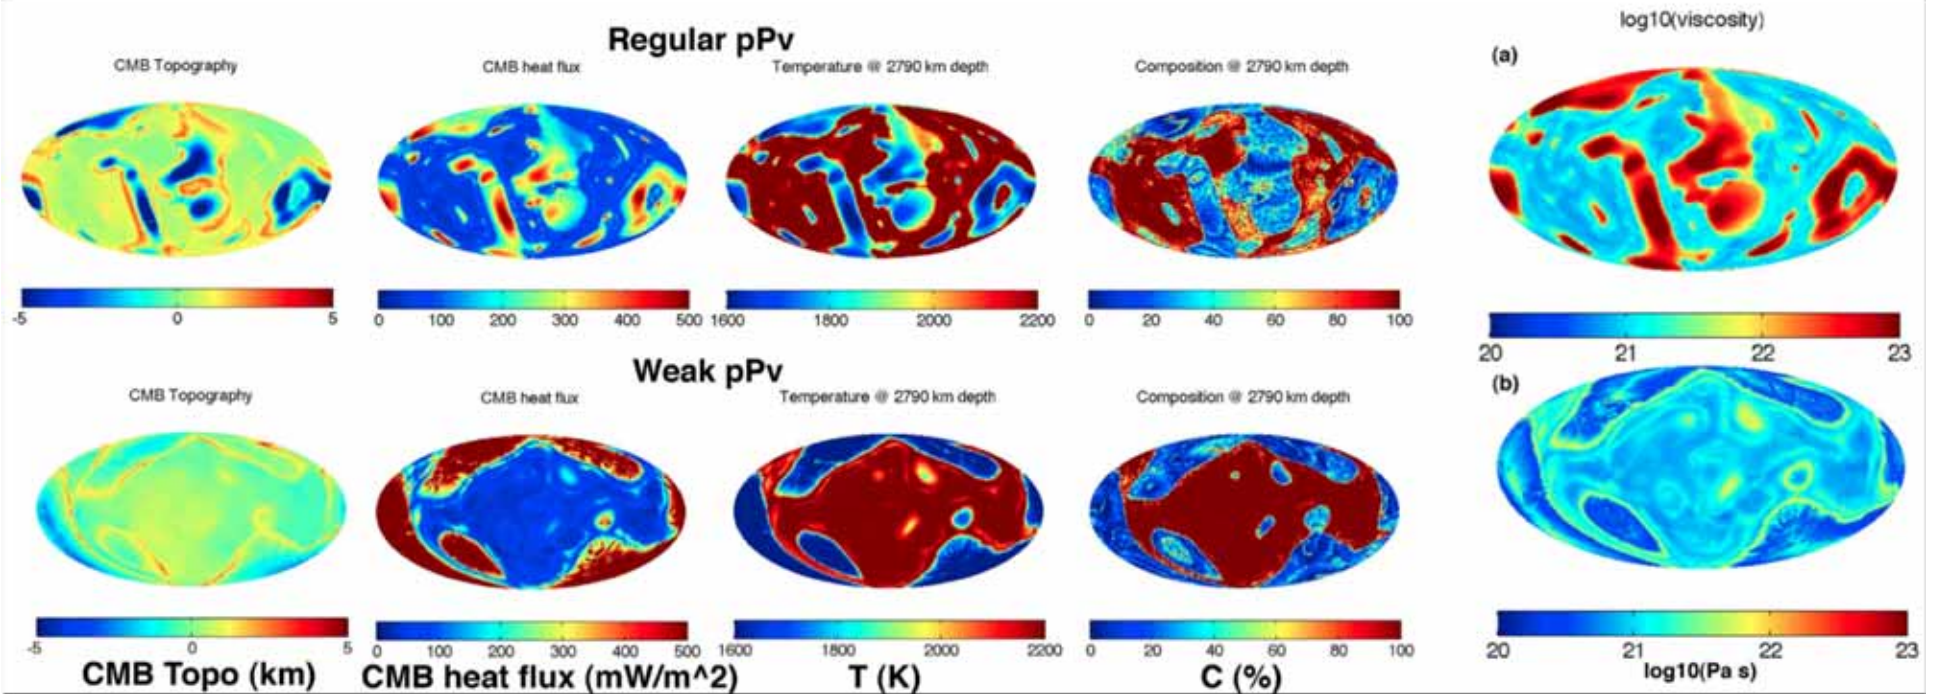 Regular pPv
CMB Topography
CMB heat flux
Temperature @ 2790 km depth
Composition @ 2790 km depth
log10(viscosity)
(a)
-5 0 5
0 100 200 300 400 500
1600 1800 2000 2200
0 20 40 60 80 100
20 21 22 23
Weak pPv
CMB Topography
CMB heat flux
Temperature @ 2790 km depth
Composition @ 2790 km depth
(b)
-5 0 5
0 100 200 300 400 500
1600 1800 2000 2200
0 20 40 60 80 100
20 21 22 23
CMB Topo (km)
CMB heat flux (mW/m^2)
T (K)
C (%)
log10(Pa s)